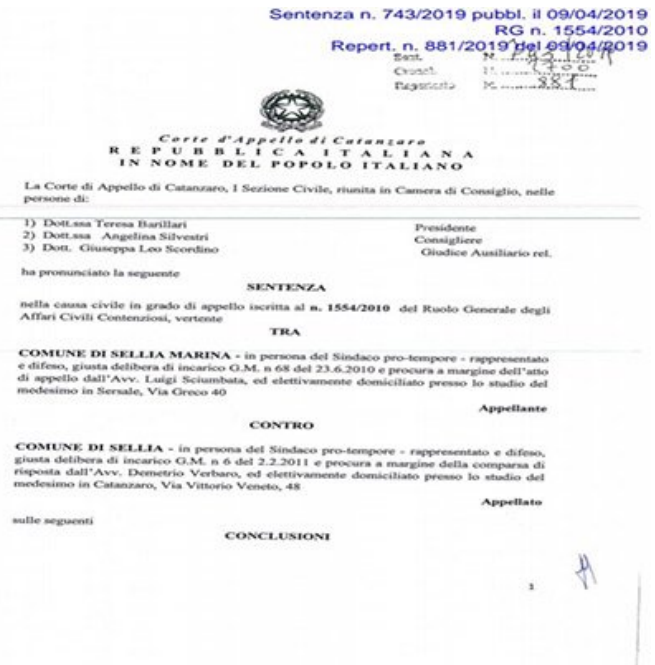 Sentenza n. 743/2019 pubbl. il 09/04/2019
RG n. 1554/2010
Repert. n. 881/2019 del 09/04/2019
Sent. N. 743/2019
Cronol. 2700
Repertorio N. 881
Corte d'Appello di Catanzaro
REPUBBLICA ITALIANA
IN NOME DEL POPOLO ITALIANO
La Corte di Appello di Catanzaro, I Sezione Civile, riunita in Camera di Consiglio, nelle
persone di:
1) Dott.ssa Teresa Barillari Presidente
2) Dott.ssa Angelina Silvestri Consigliere
3) Dott. Giuseppa Leo Scordino Giudice Ausiliario rel.
ha pronunciato la seguente
SENTENZA
nella causa civile in grado di appello iscritta al n. 1554/2010 del Ruolo Generale degli
Affari Civili Contenziosi, vertente
TRA
COMUNE DI SELLIA MARINA - in persona del Sindaco pro-tempore - rappresentato
e difeso, giusta delibera di incarico G.M. n 68 del 23.6.2010 e procura a margine dell'atto
di appello dall'Avv. Luigi Sciumbata, ed elettivamente domiciliato presso lo studio del
medesimo in Sersale, Via Greco 40
Appellante
CONTRO
COMUNE DI SELLIA - in persona del Sindaco pro-tempore - rappresentato e difeso,
giusta delibera di incarico G.M. n 6 del 2.2.2011 e procura a margine della comparsa di
risposta dall'Avv. Demetrio Verbaro, ed elettivamente domiciliato presso lo studio del
medesimo in Catanzaro, Via Vittorio Veneto, 48
Appellato
sulle seguenti
CONCLUSIONI
1